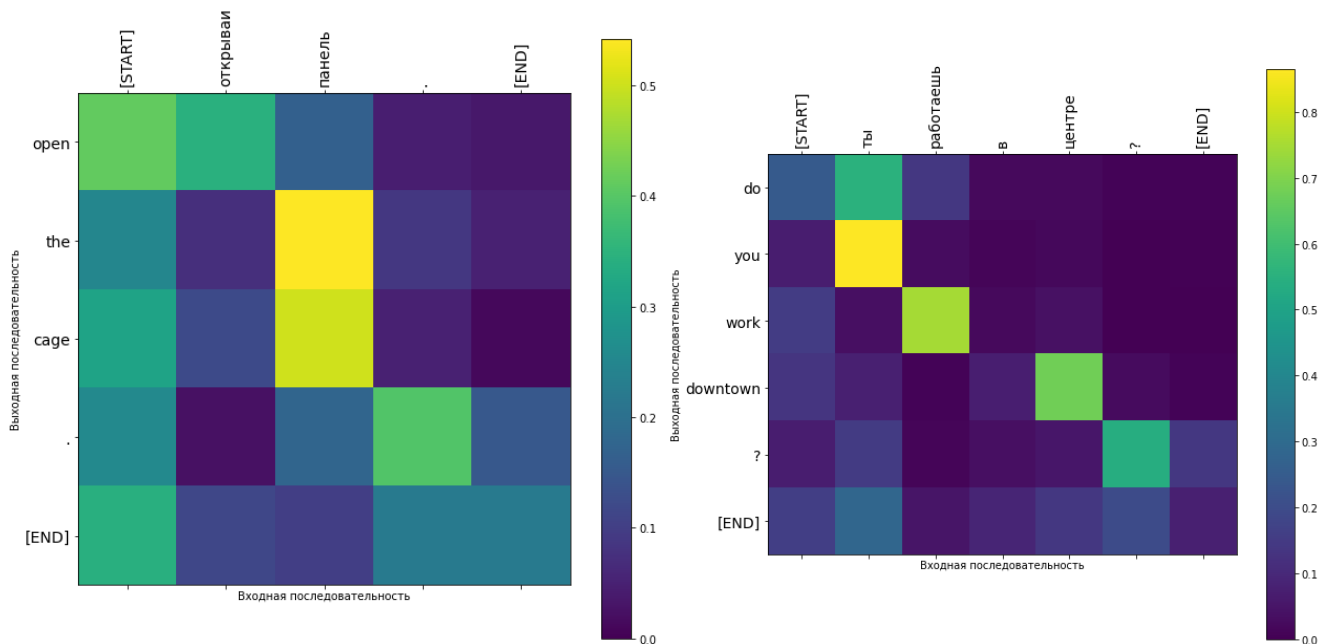 [START] открываи панель . [END]
open
the
cage
.
[END]
Выходная последовательность
Входная последовательность
0.5
0.4
0.3
0.2
0.1
0.0
[START] ты работаешь в центре ? [END]
do
you
work
downtown
?
[END]
Выходная последовательность
Входная последовательность
0.8
0.7
0.6
0.5
0.4
0.3
0.2
0.1
0.0